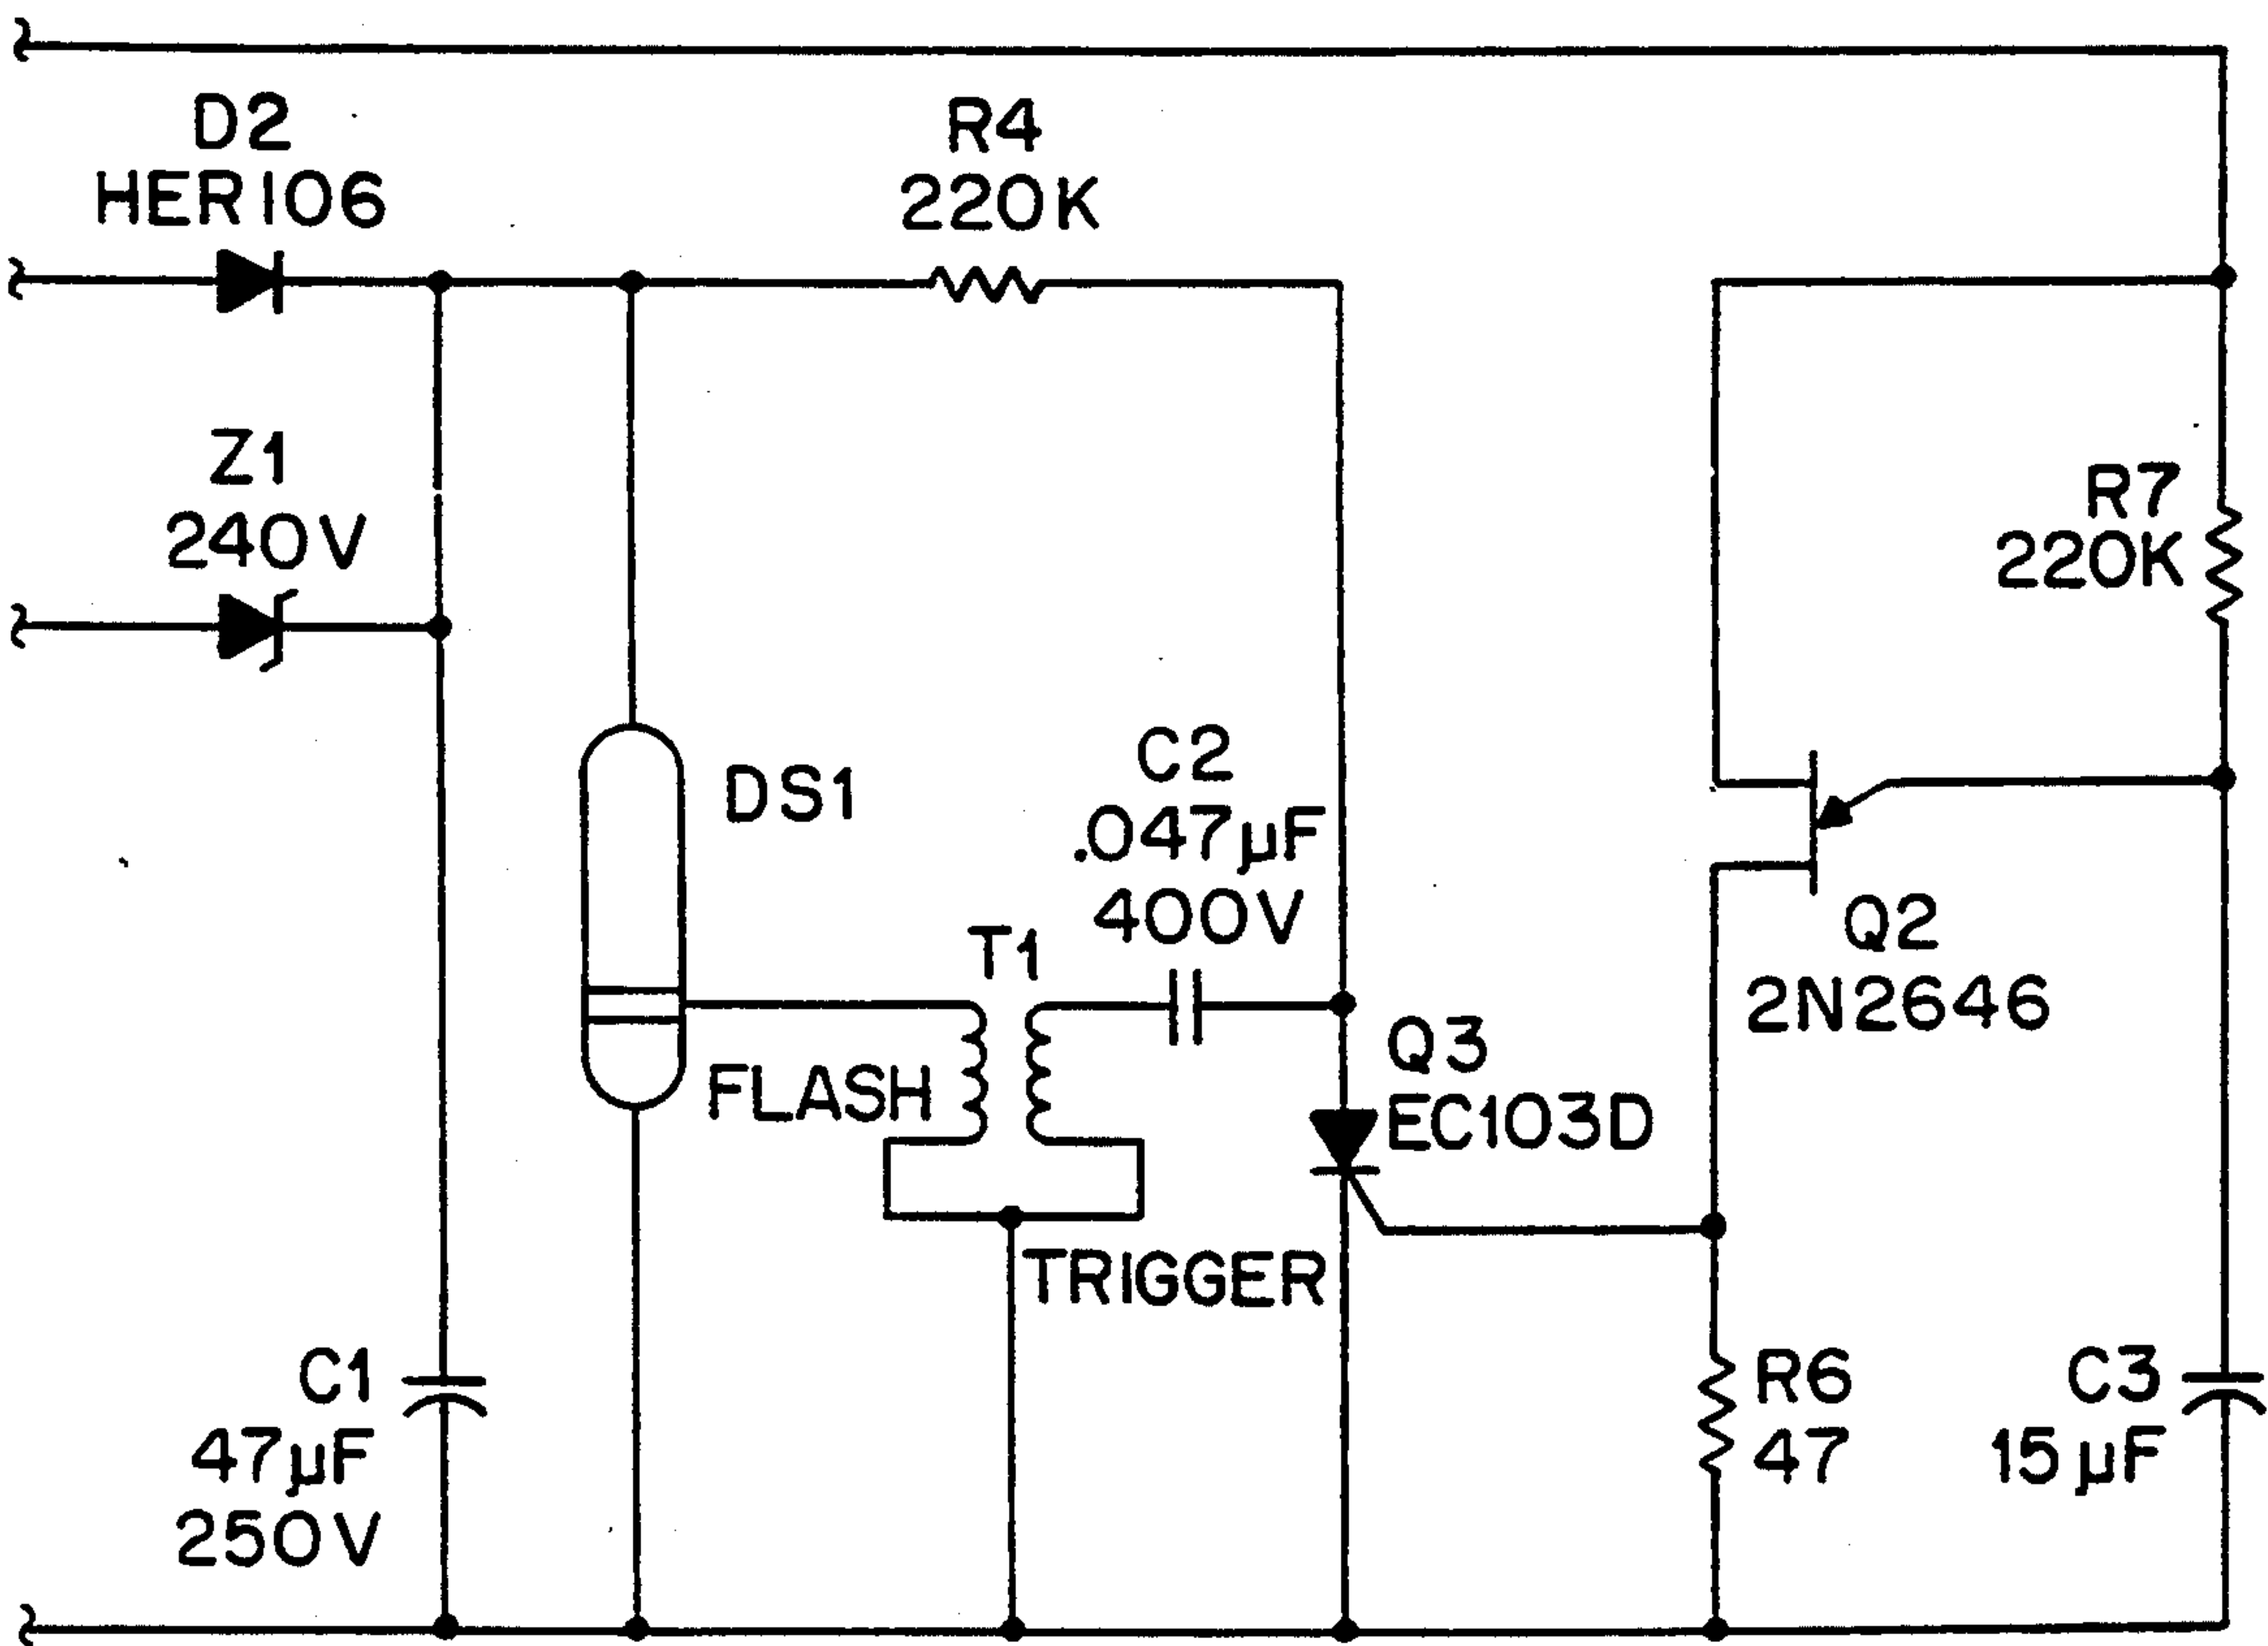 D2
HER106
R4
220K
Z1
240V
R7
220K
DS1
C2
.047µF
400V
T1
Q2
2N2646
FLASH
Q3
EC103D
TRIGGER
C1
47µF
250V
R6
47
C3
15µF